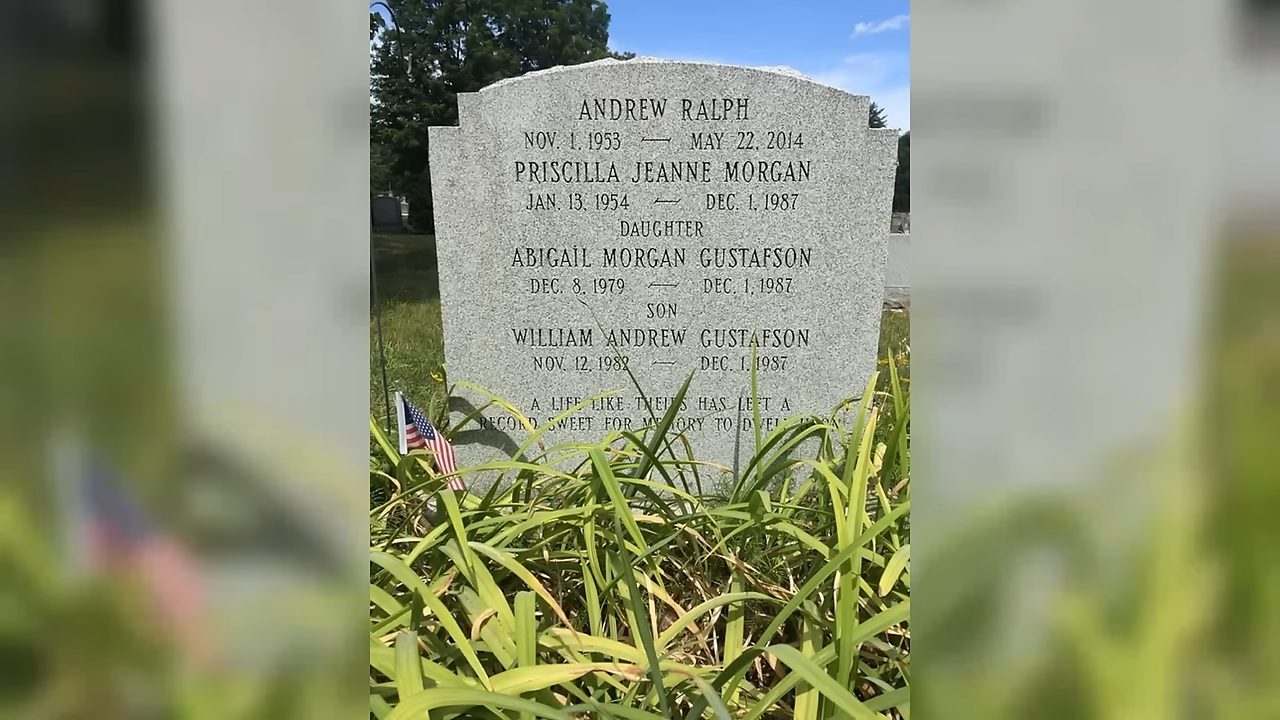 ANDREW RALPH
NOV. 1, 1953 — MAY 22, 2014
PRISCILLA JEANNE MORGAN
JAN. 13, 1954 — DEC. 1, 1987
DAUGHTER
ABIGAIL MORGAN GUSTAFSON
DEC. 8, 1979 — DEC. 1, 1987
SON
WILLIAM ANDREW GUSTAFSON
NOV. 12, 1982 — DEC. 1, 1987
A LIFE LIKE THEIRS HAS LEFT A
RECORD SWEET FOR MEMORY TO DWELL UPON